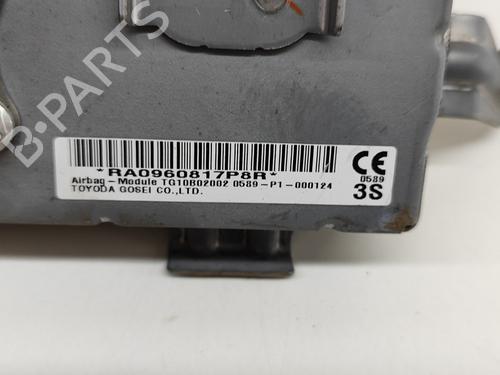 B-PARTS
*RA0960817P8R*
Airbag-Module TG10B02002 0589-P1-000124
TOYODA GOSEI CO.,LTD.
CE
0589
3S